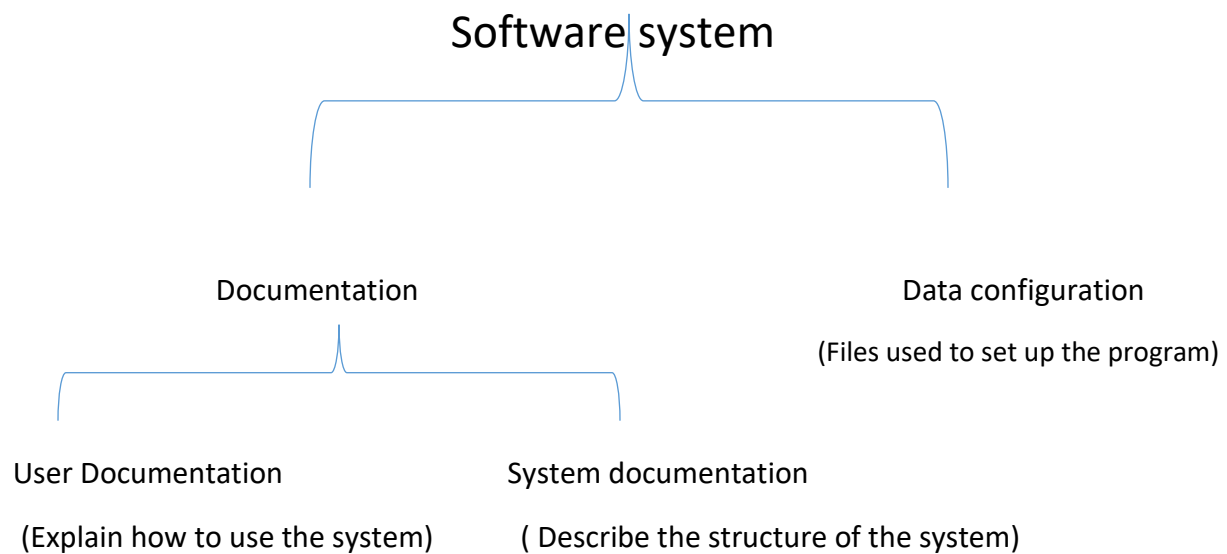 Software system
Documentation
Data configuration
(Files used to set up the program)
User Documentation
System documentation
(Explain how to use the system)
( Describe the structure of the system)